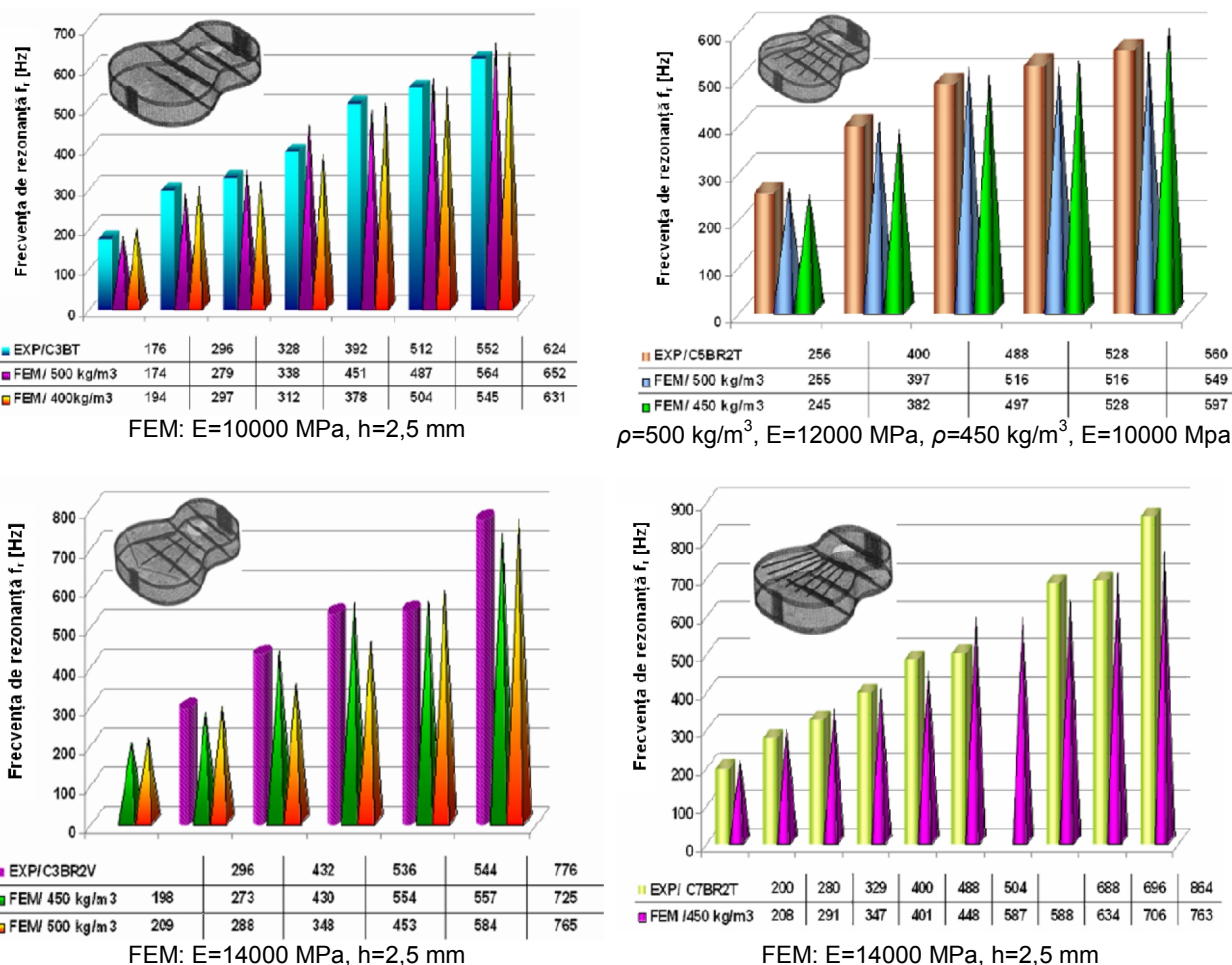 Frecvența de rezonanță fr [Hz]
700
600
500
400
300
200
100
0
EXP/C3BT 176 296 328 392 512 552 624
FEM/ 500 kg/m3 174 279 338 451 487 564 652
FEM/ 400kg/m3 194 297 312 378 504 545 631
FEM: E=10000 MPa, h=2,5 mm
Frecvența de rezonanță fr [Hz]
600
500
400
300
200
100
0
EXP/C5BR2T 256 400 488 528 560
FEM/ 500 kg/m3 255 397 516 516 549
FEM/ 450 kg/m3 245 382 497 528 597
ρ=500 kg/m³, E=12000 MPa, ρ=450 kg/m³, E=10000 Mpa
Frecvența de rezonanță fr [Hz]
800
700
600
500
400
300
200
100
0
EXP/C3BR2V 296 432 536 544 776
FEM/ 450 kg/m3 198 273 430 554 557 725
FEM/ 500 kg/m3 209 288 348 453 584 765
FEM: E=14000 MPa, h=2,5 mm
Frecvența de rezonanță fr [Hz]
900
800
700
600
500
400
300
200
100
0
EXP/ C7BR2T 200 280 329 400 488 504 688 696 864
FEM /450 kg/m3 208 291 347 401 448 587 588 634 706 763
FEM: E=14000 MPa, h=2,5 mm